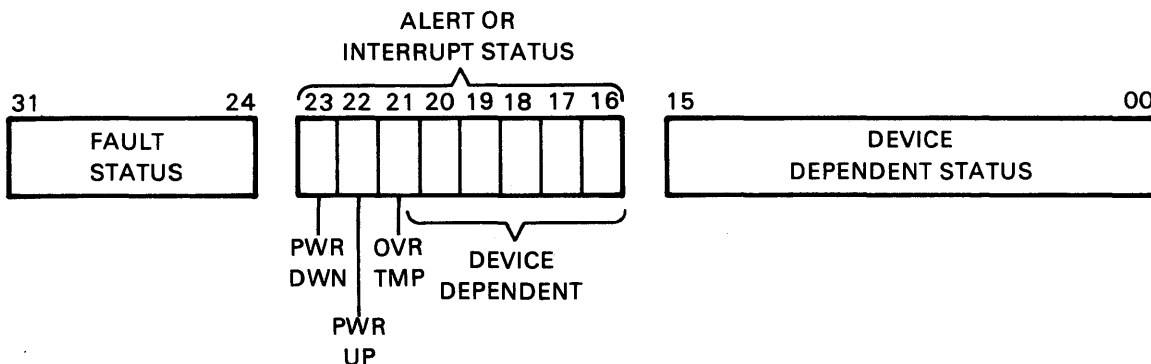 ALERT OR
INTERRUPT STATUS
31 24 23 22 21 20 19 18 17 16 15 00
FAULT
STATUS
DEVICE
DEPENDENT STATUS
PWR
DWN
OVR
TMP
DEVICE
DEPENDENT
PWR
UP